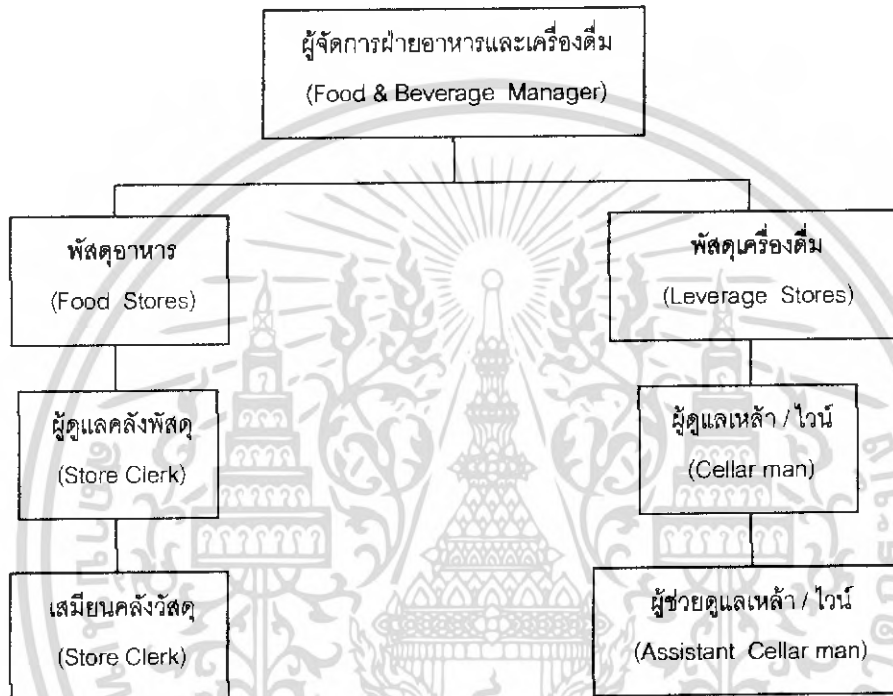 ผู้จัดการฝ่ายอาหารและเครื่องดื่ม
(Food & Beverage Manager)
พัสดุอาหาร
(Food Stores)
พัสดุเครื่องดื่ม
(Leverage Stores)
ผู้ดูแลคลังพัสดุ
(Store Clerk)
ผู้ดูแลเหล้า / ไวน์
(Cellar man)
เสมียนคลังวัสดุ
(Store Clerk)
ผู้ช่วยดูแลเหล้า / ไวน์
(Assistant Cellar man)